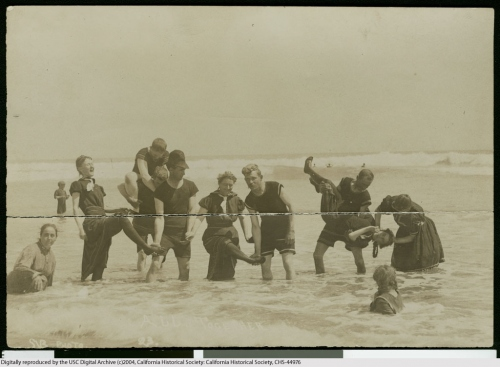 Digitally reproduced by the USC Digital Archive (c)2004, California Historical Society: California Historical Society, CHS-44976